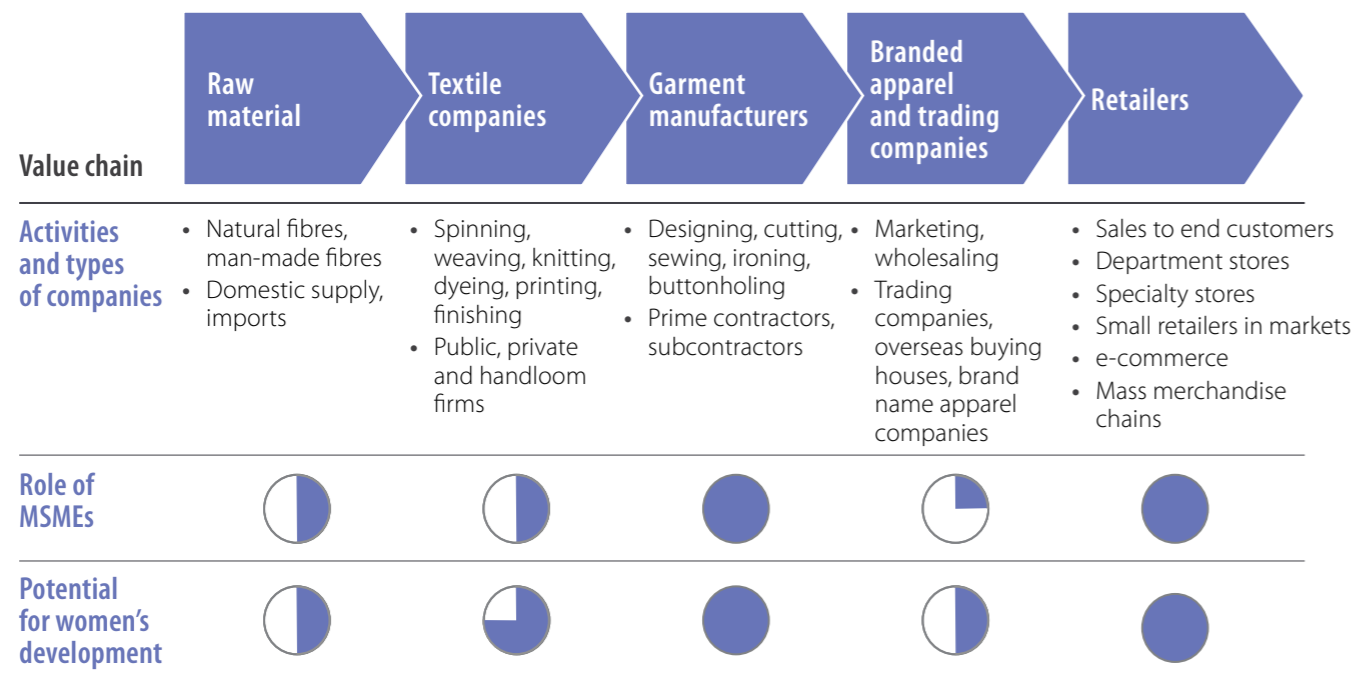 Value chain
Raw
material
Textile
companies
Garment
manufacturers
Branded
apparel
and trading
companies
Retailers
Activities
and types
of companies
• Natural fibres,
man-made fibres
• Domestic supply,
imports
• Spinning,
weaving, knitting,
dyeing, printing,
finishing
• Public, private
and handloom
firms
• Designing, cutting,
sewing, ironing,
buttonholing
• Prime contractors,
subcontractors
• Marketing,
wholesaling
• Trading
companies,
overseas buying
houses, brand
name apparel
companies
• Sales to end customers
• Department stores
• Specialty stores
• Small retailers in markets
• e-commerce
• Mass merchandise
chains
Role of
MSMEs
Potential
for women’s
development